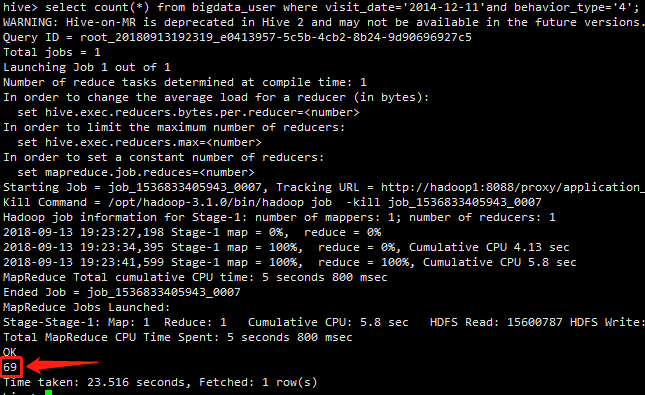 hive> select count(*) from bigdata_user where visit_date='2014-12-11'and behavior_type='4';
WARNING: Hive-on-MR is deprecated in Hive 2 and may not be available in the future versions.
Query ID = root_20180913192319_e0413957-5c5b-4cb2-8b24-9d90696927c5
Total jobs = 1
Launching Job 1 out of 1
Number of reduce tasks determined at compile time: 1
In order to change the average load for a reducer (in bytes):
  set hive.exec.reducers.bytes.per.reducer=<number>
In order to limit the maximum number of reducers:
  set hive.exec.reducers.max=<number>
In order to set a constant number of reducers:
  set mapreduce.job.reduces=<number>
Starting Job = job_1536833405943_0007, Tracking URL = http://hadoop1:8088/proxy/application_
Kill Command = /opt/hadoop-3.1.0/bin/hadoop job  -kill job_1536833405943_0007
Hadoop job information for Stage-1: number of mappers: 1; number of reducers: 1
2018-09-13 19:23:27,198 Stage-1 map = 0%,  reduce = 0%
2018-09-13 19:23:34,395 Stage-1 map = 100%,  reduce = 0%, Cumulative CPU 4.13 sec
2018-09-13 19:23:41,599 Stage-1 map = 100%,  reduce = 100%, Cumulative CPU 5.8 sec
MapReduce Total cumulative CPU time: 5 seconds 800 msec
Ended Job = job_1536833405943_0007
MapReduce Jobs Launched:
Stage-Stage-1: Map: 1  Reduce: 1   Cumulative CPU: 5.8 sec   HDFS Read: 15600787 HDFS Write:
Total MapReduce CPU Time Spent: 5 seconds 800 msec
OK
69
Time taken: 23.516 seconds, Fetched: 1 row(s)